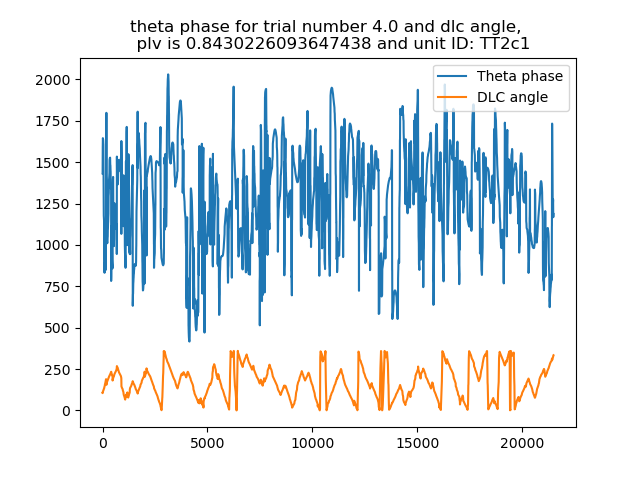 theta phase for trial number 4.0 and dlc angle,
plv is 0.8430226093647438 and unit ID: TT2c1
Theta phase
DLC angle
2000
1750
1500
1250
1000
750
500
250
0
0 5000 10000 15000 20000